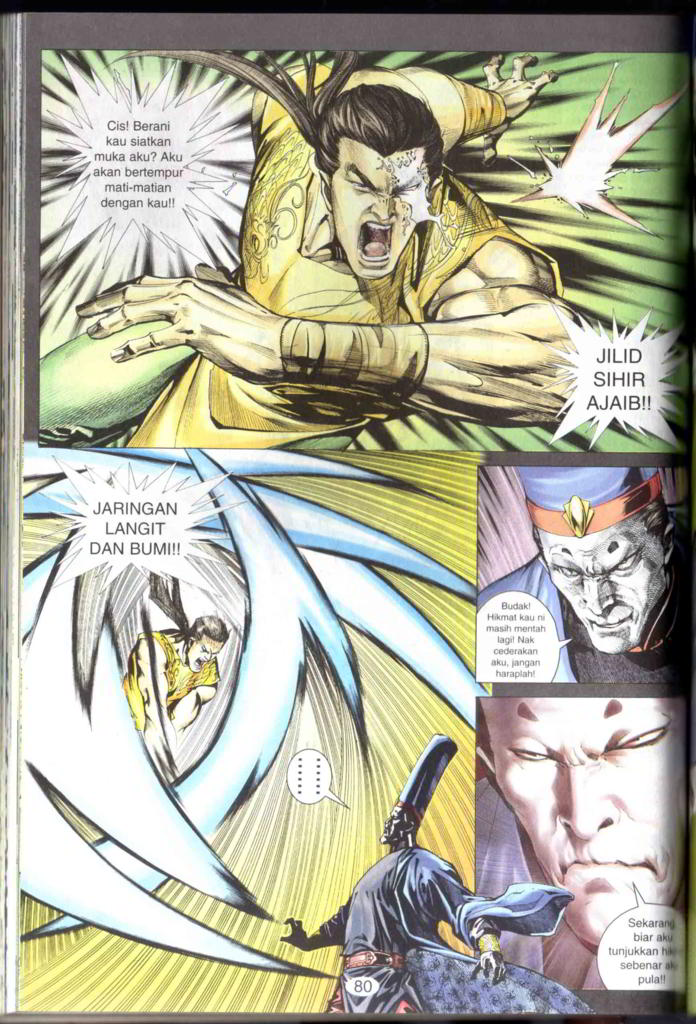 Cis! Berani
kau siatkan
muka aku? Aku
akan bertempur
mati-matian
dengan kau!!
JILID
SIHIR
AJAIB!!
JARINGAN
LANGIT
DAN BUMI!!
Budak!
Hikmat kau ni
masih mentah
lagi! Nak
cederakan
aku, jangan
haraplah!
Sekarang
biar aku
tunjukkan
sebenar
pula!!
80